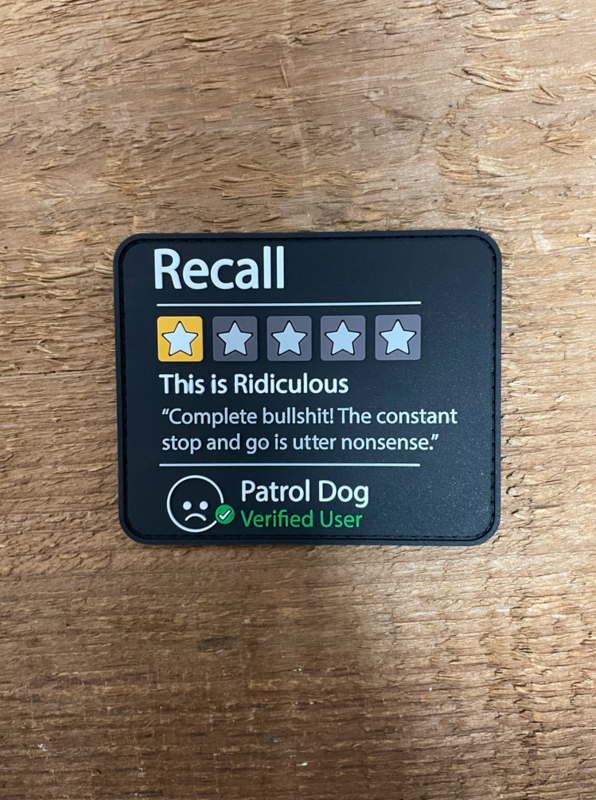 Recall
This is Ridiculous
“Complete bullshit! The constant
stop and go is utter nonsense.”
Patrol Dog
Verified User